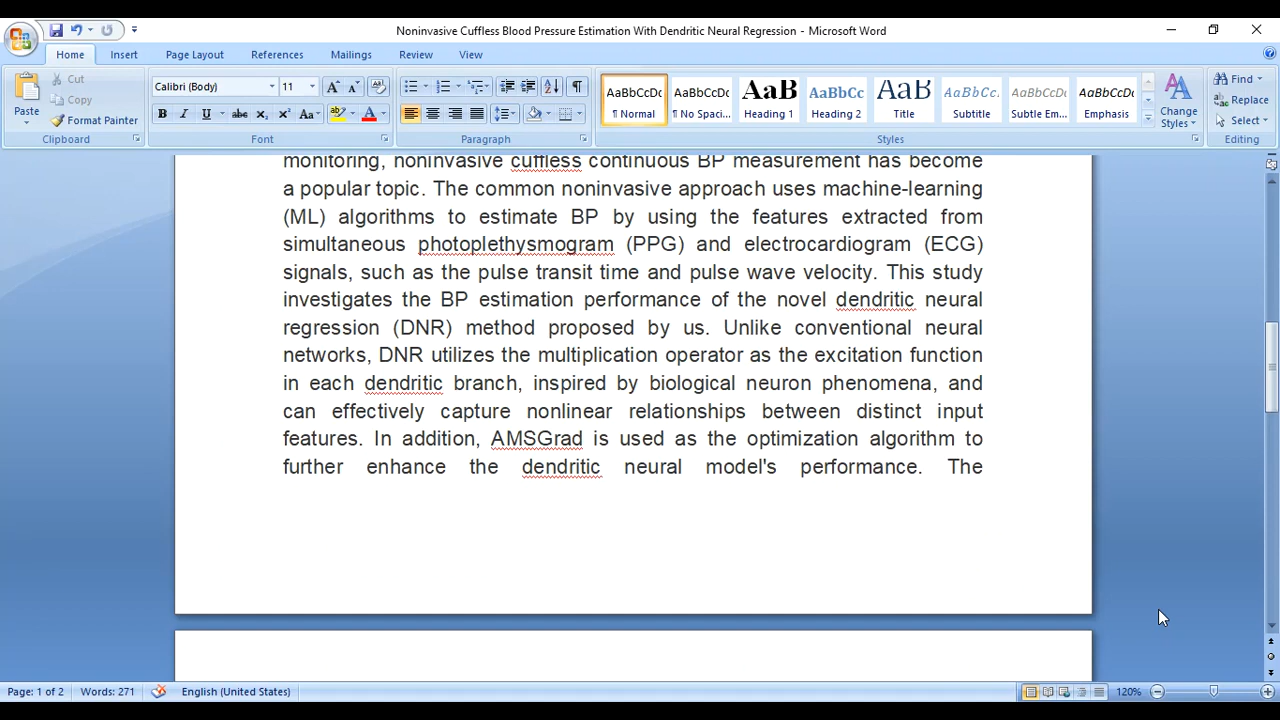 Noninvasive Cuffless Blood Pressure Estimation With Dendritic Neural Regression - Microsoft Word
Home Insert Page Layout References Mailings Review View
Paste
Cut
Copy
Format Painter
Clipboard
Calibri (Body) 11
B I U abc X₂ X² Aa
Font
Paragraph
AaBbCcDc AaBbCcDc AaB AaBbCc AaB AaBbCc. AaBbCcDc AaBbCcDc
¶ Normal ¶ No Spaci... Heading 1 Heading 2 Title Subtitle Subtle Em... Emphasis
Change
Styles
Styles
Find
Replace
Select
Editing
monitoring, noninvasive cuffless continuous BP measurement has become
a popular topic. The common noninvasive approach uses machine-learning
(ML) algorithms to estimate BP by using the features extracted from
simultaneous photoplethysmogram (PPG) and electrocardiogram (ECG)
signals, such as the pulse transit time and pulse wave velocity. This study
investigates the BP estimation performance of the novel dendritic neural
regression (DNR) method proposed by us. Unlike conventional neural
networks, DNR utilizes the multiplication operator as the excitation function
in each dendritic branch, inspired by biological neuron phenomena, and
can effectively capture nonlinear relationships between distinct input
features. In addition, AMSGrad is used as the optimization algorithm to
further enhance the dendritic neural model's performance. The
Page: 1 of 2 Words: 271 English (United States) 120%